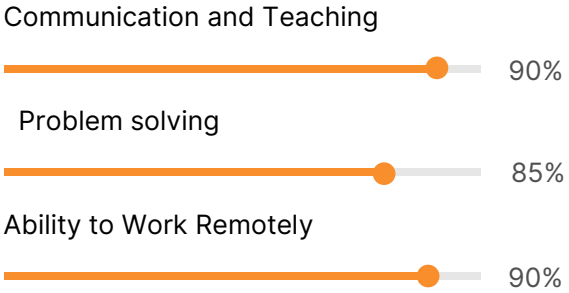 Communication and Teaching
90%
Problem solving
85%
Ability to Work Remotely
90%